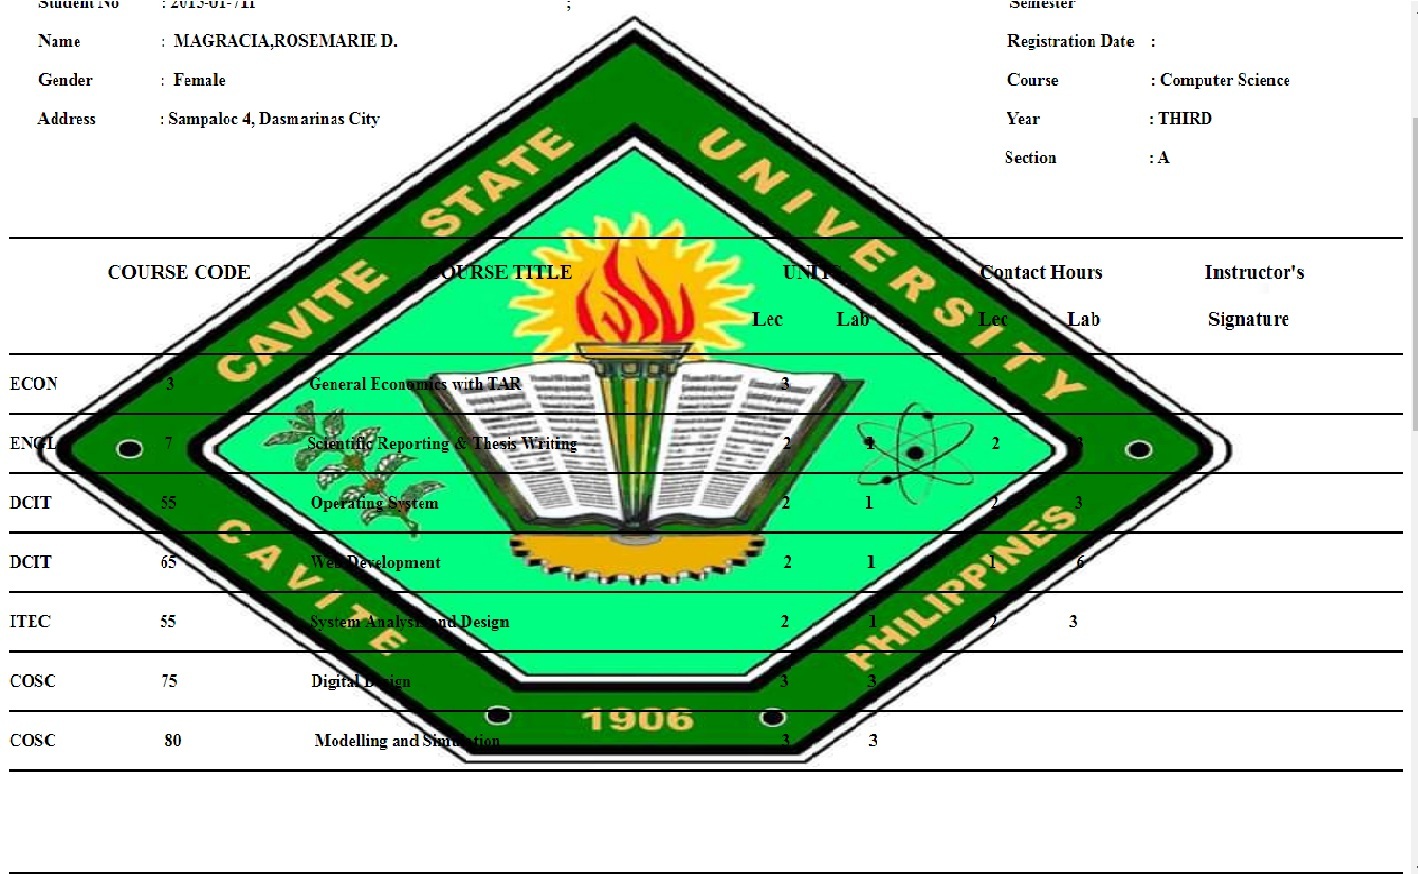 Student No : 2015-01-711 ; Semester
Name : MAGRACIA,ROSEMARIE D. Registration Date :
Gender : Female Course : Computer Science
Address : Sampaloc 4, Dasmarinas City Year : THIRD
Section : A
CAVITE STATE UNIVERSITY
COURSE CODE COURSE TITLE UNITS Contact Hours Instructor's
Lec Lab Lec Lab Signature
ECON 3 General Economics with TAR 3
ENGL 7 Scientific Reporting & Thesis Writing 2 1 2 3
DCIT 55 Operating System 2 1 2 3
DCIT 65 Web Development 2 1 1 6
ITEC 55 System Analysis and Design 2 1 2 3
COSC 75 Digital Design 3 3
CAVITE PHILIPPINES
1906
COSC 80 Modelling and Simulation 3 3